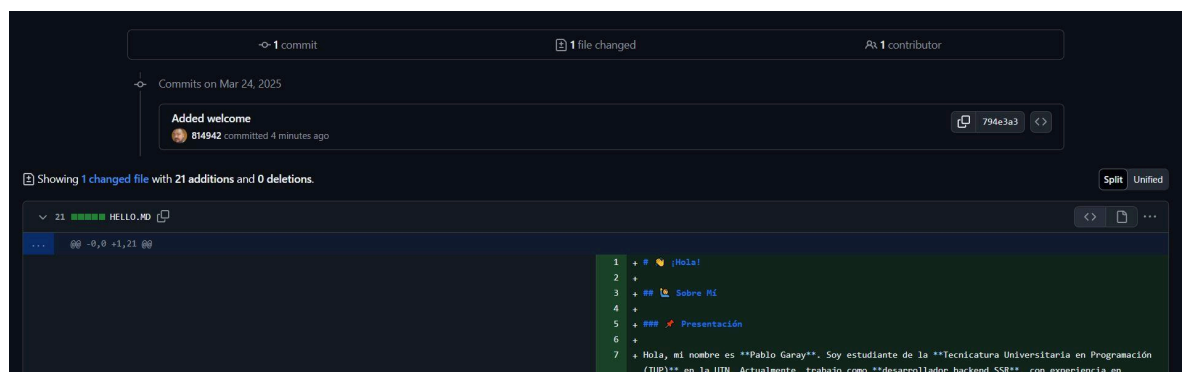 1 commit
1 file changed
1 contributor
Commits on Mar 24, 2025
Added welcome
814942 committed 4 minutes ago
794e3a3
Showing 1 changed file with 21 additions and 0 deletions.
Split Unified
21 HELLO.MD
... @@ -0,0 +1,21 @@
1 + # 👋 ¡Hola!
2 +
3 + ## 🙋 Sobre Mí
4 +
5 + ### 📌 Presentación
6 +
7 + Hola, mi nombre es **Pablo Garay**. Soy estudiante de la **Tecnicatura Universitaria en Programación
(TUP)** en la UTN. Actualmente, trabajo como **desarrollador backend SSR**, con experiencia en